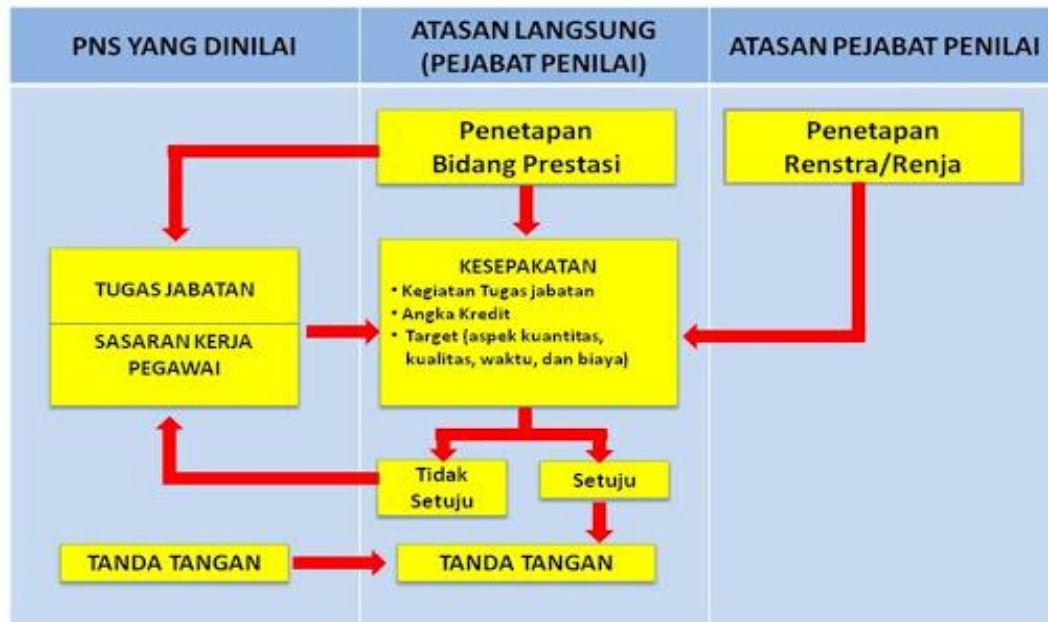 PNS YANG DINILAI
ATASAN LANGSUNG
(PEJABAT PENILAI)
ATASAN PEJABAT PENILAI
Penetapan
Bidang Prestasi
Penetapan
Renstra/Renja
TUGAS JABATAN
SASARAN KERJA
PEGAWAI
KESEPAKATAN
• Kegiatan Tugas jabatan
• Angka Kredit
• Target (aspek kuantitas,
kualitas, waktu, dan biaya)
Tidak
Setuju
Setuju
TANDA TANGAN
TANDA TANGAN